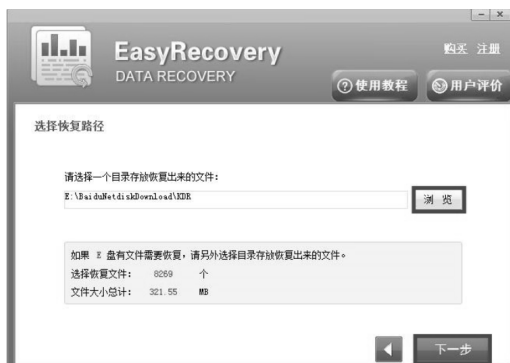 EasyRecovery
DATA RECOVERY
购买 注册
使用教程 用户评价
选择恢复路径
请选择一个目录存放恢复出来的文件：
E:\BaiduNetdiskDownload\KDR
浏 览
如果 E 盘有文件需要恢复，请另外选择目录存放恢复出来的文件。
选择恢复文件： 8269 个
文件大小总计： 321.55 MB
下一步